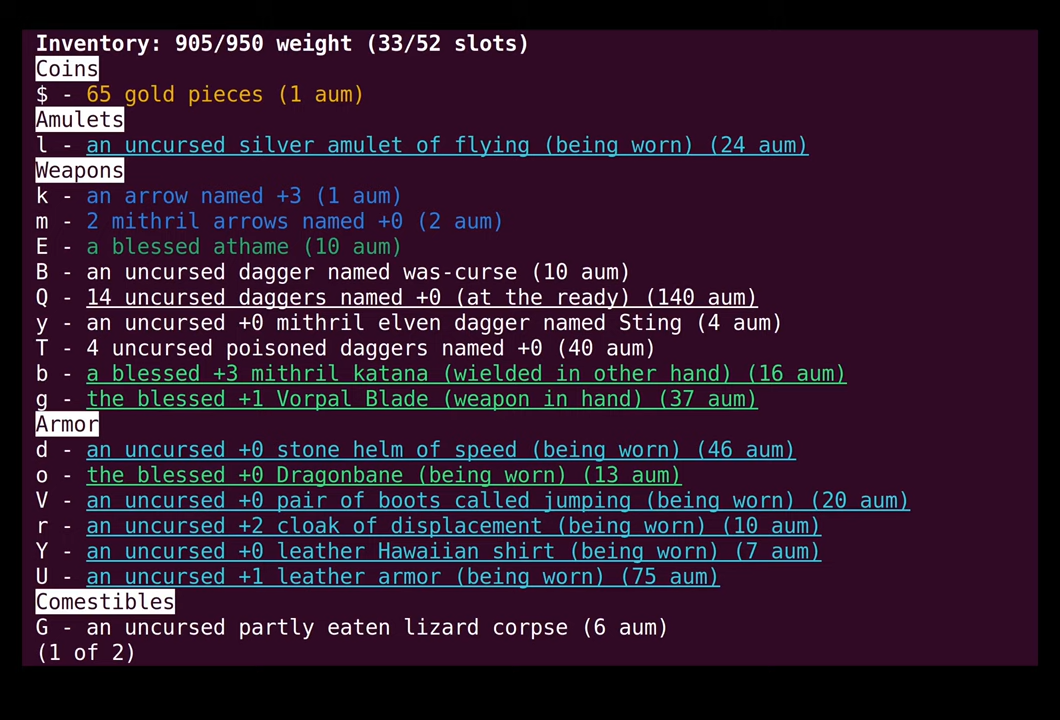 Inventory: 905/950 weight (33/52 slots)
Coins
$ - 65 gold pieces (1 aum)
Amulets
l - an uncursed silver amulet of flying (being worn) (24 aum)
Weapons
k - an arrow named +3 (1 aum)
m - 2 mithril arrows named +0 (2 aum)
E - a blessed athame (10 aum)
B - an uncursed dagger named was-curse (10 aum)
Q - 14 uncursed daggers named +0 (at the ready) (140 aum)
y - an uncursed +0 mithril elven dagger named Sting (4 aum)
T - 4 uncursed poisoned daggers named +0 (40 aum)
b - a blessed +3 mithril katana (wielded in other hand) (16 aum)
g - the blessed +1 Vorpal Blade (weapon in hand) (37 aum)
Armor
d - an uncursed +0 stone helm of speed (being worn) (46 aum)
o - the blessed +0 Dragonbane (being worn) (13 aum)
V - an uncursed +0 pair of boots called jumping (being worn) (20 aum)
r - an uncursed +2 cloak of displacement (being worn) (10 aum)
Y - an uncursed +0 leather Hawaiian shirt (being worn) (7 aum)
U - an uncursed +1 leather armor (being worn) (75 aum)
Comestibles
G - an uncursed partly eaten lizard corpse (6 aum)
(1 of 2)